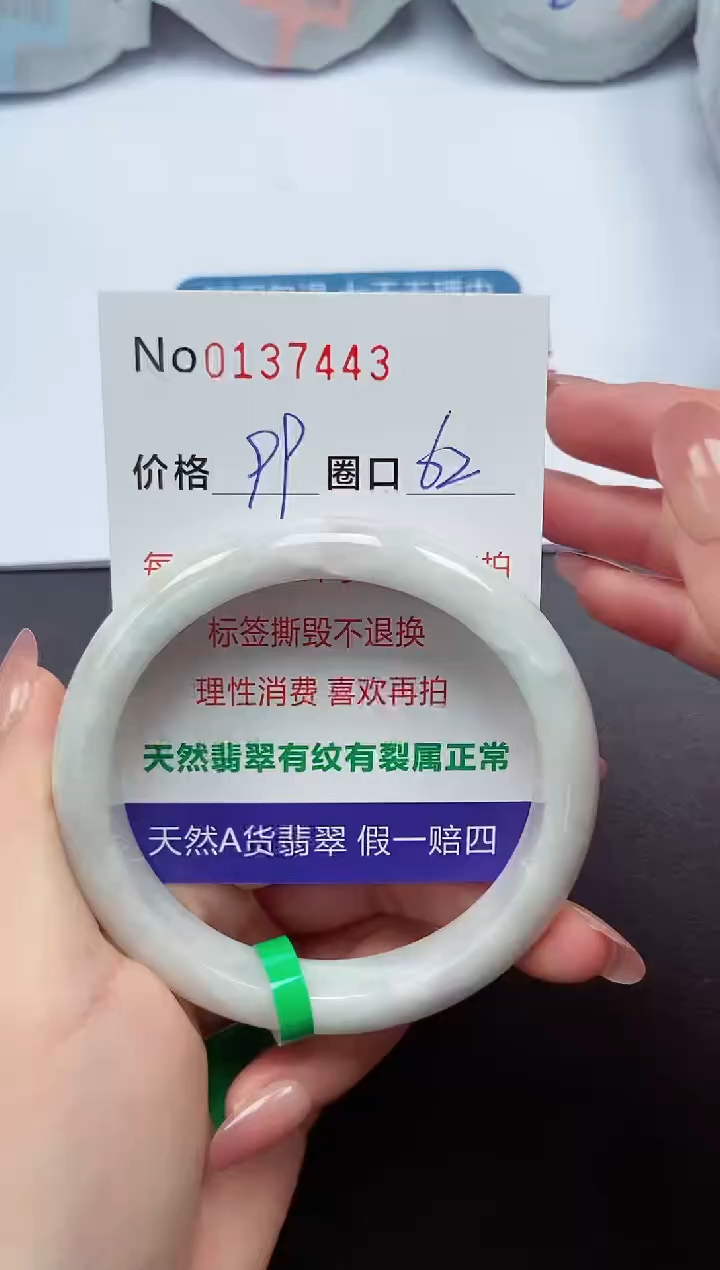 No0137443
价格 PP 圈口 62
每 拍
标签撕毁不退换
理性消费 喜欢再拍
天然翡翠有纹有裂属正常
天然A货翡翠 假一赔四